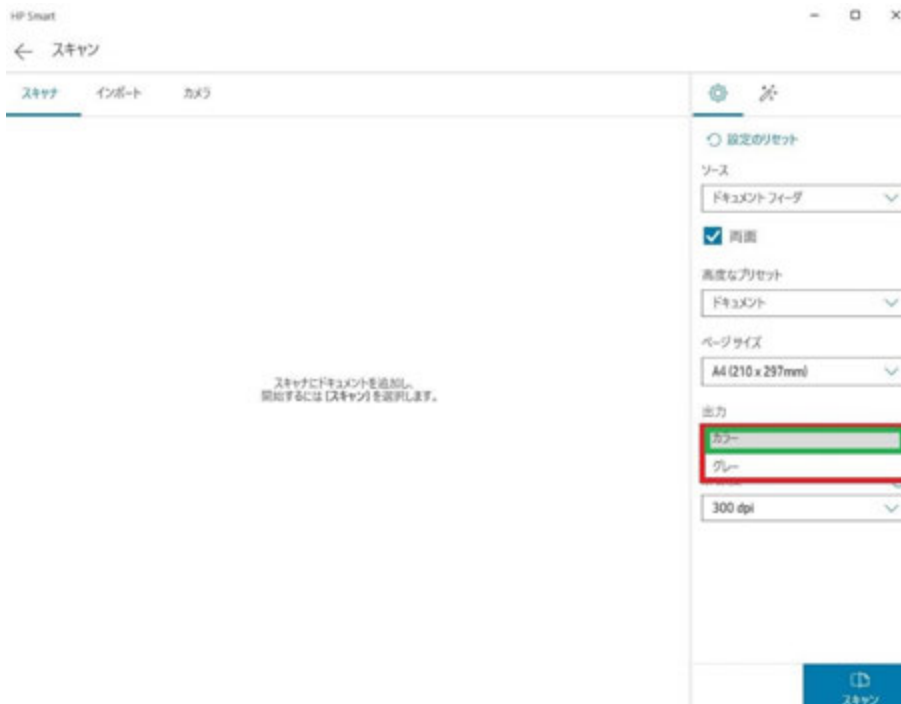 HP Smart
スキャン
スキャナ
インポート
カメラ
設定のリセット
ソース
ドキュメント フィーダ
両面
高度なプリセット
ドキュメント
ページ サイズ
A4 (210 x 297mm)
出力
カラー
グレー
300 dpi
スキャナにドキュメントを追加し、
開始するには [スキャン] を選択します。
スキャン